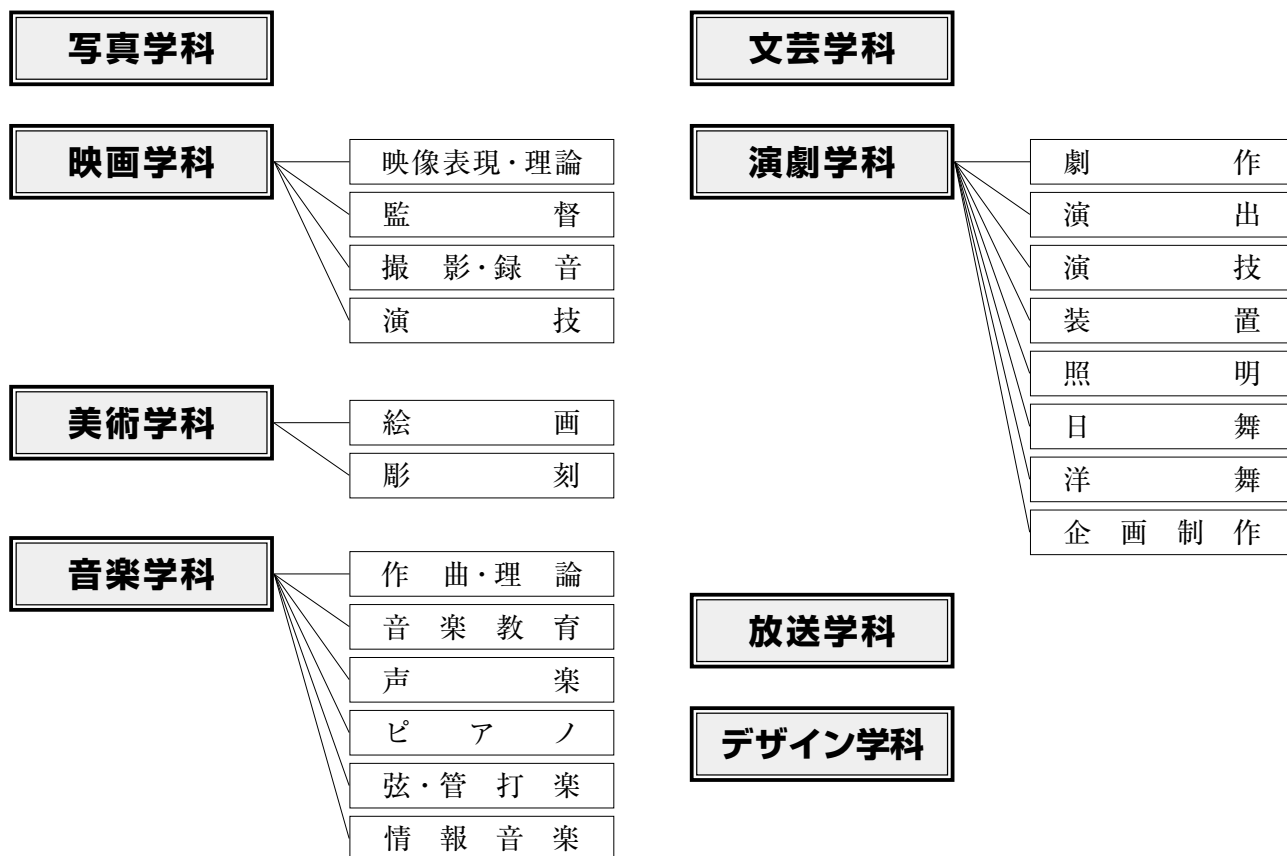 写真学科
映画学科
映像表現・理論
監督
撮影・録音
演技
美術学科
絵画
彫刻
音楽学科
作曲・理論
音楽教育
声楽
ピアノ
弦・管打楽
情報音楽
文芸学科
演劇学科
劇作
演出
演技
装置
照明
日舞
洋舞
企画制作
放送学科
デザイン学科